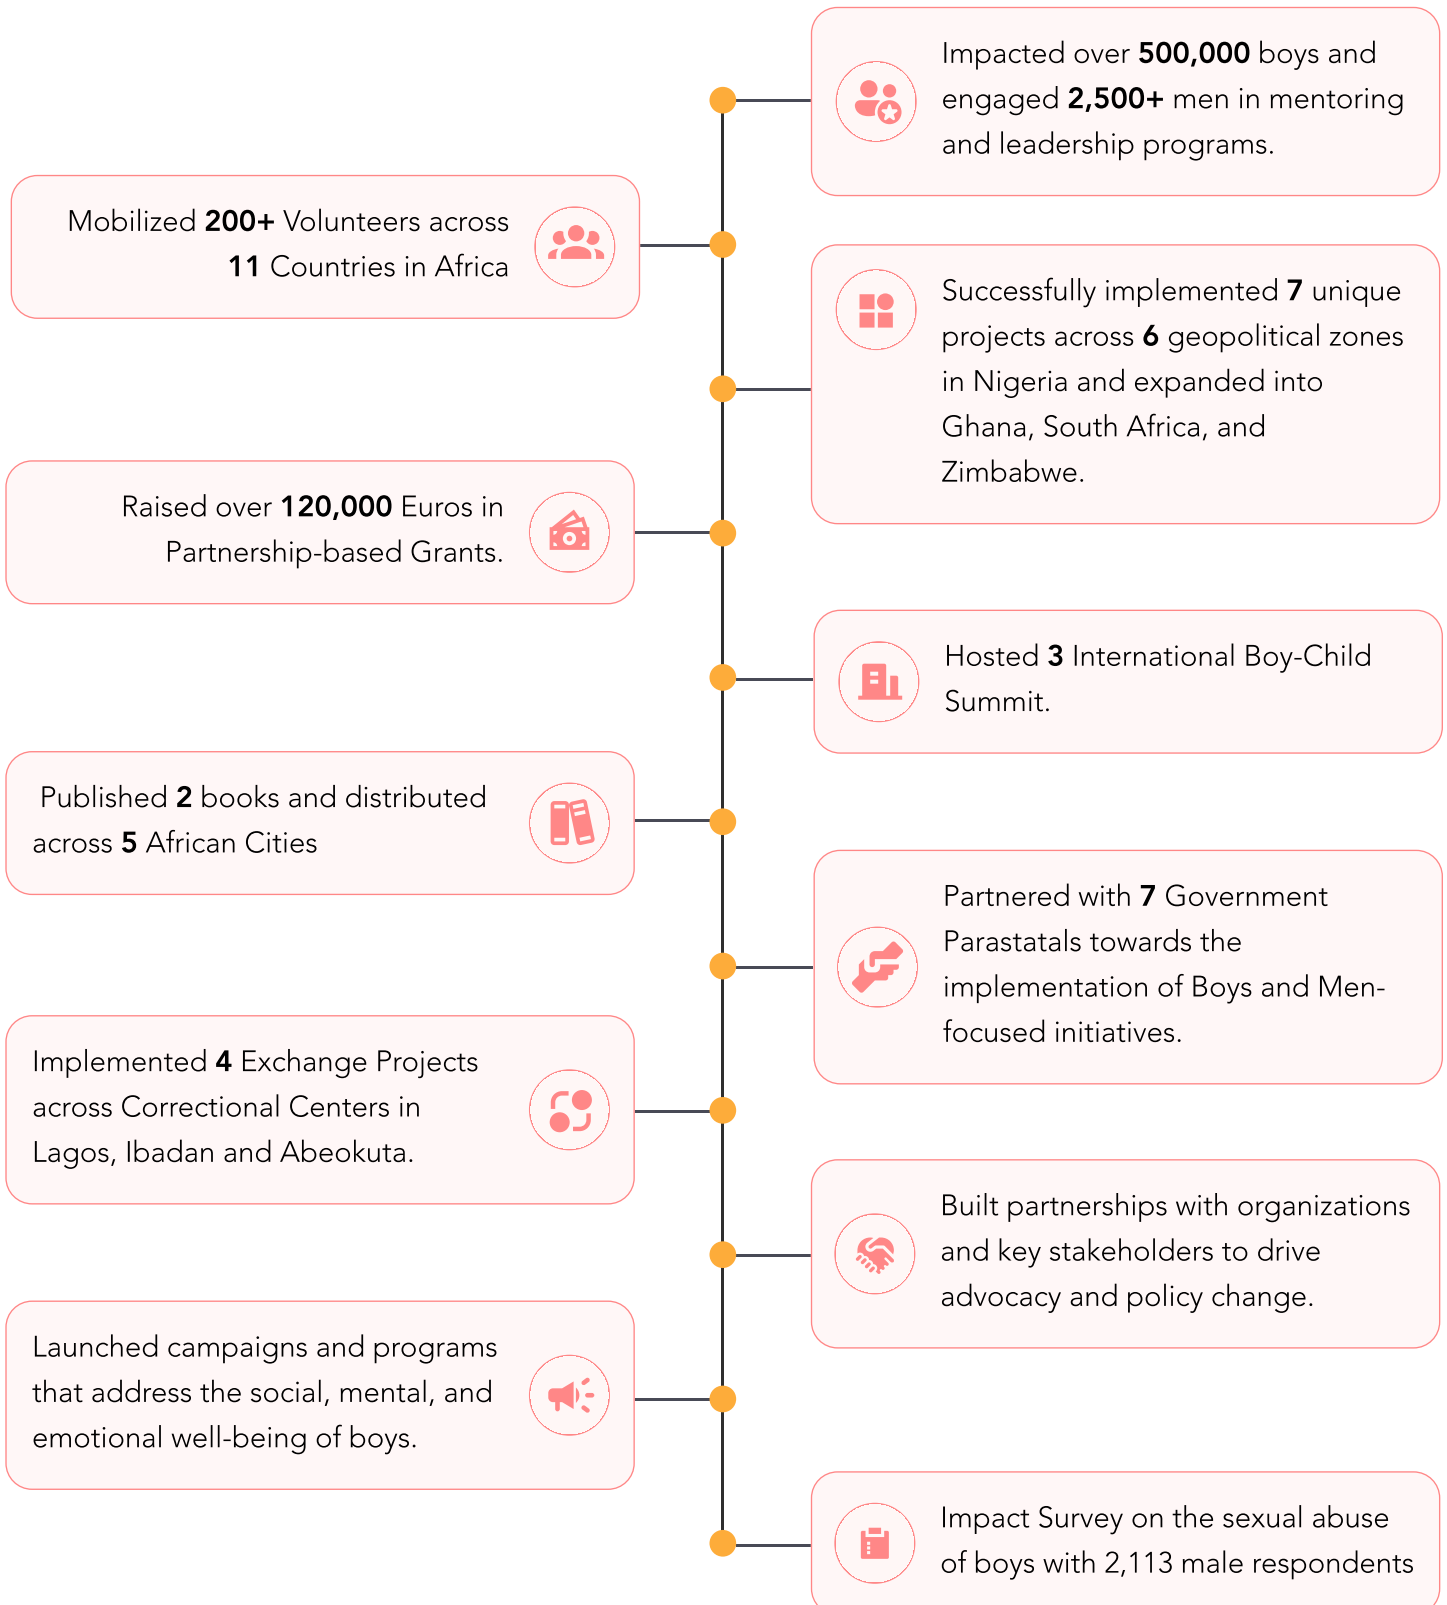 Impacted over 500,000 boys and
engaged 2,500+ men in mentoring
and leadership programs.
Mobilized 200+ Volunteers across
11 Countries in Africa
Successfully implemented 7 unique
projects across 6 geopolitical zones
in Nigeria and expanded into
Ghana, South Africa, and
Zimbabwe.
Raised over 120,000 Euros in
Partnership-based Grants.
Hosted 3 International Boy-Child
Summit.
Published 2 books and distributed
across 5 African Cities
Partnered with 7 Government
Parastatals towards the
implementation of Boys and Men-
focused initiatives.
Implemented 4 Exchange Projects
across Correctional Centers in
Lagos, Ibadan and Abeokuta.
Built partnerships with organizations
and key stakeholders to drive
advocacy and policy change.
Launched campaigns and programs
that address the social, mental, and
emotional well-being of boys.
Impact Survey on the sexual abuse
of boys with 2,113 male respondents